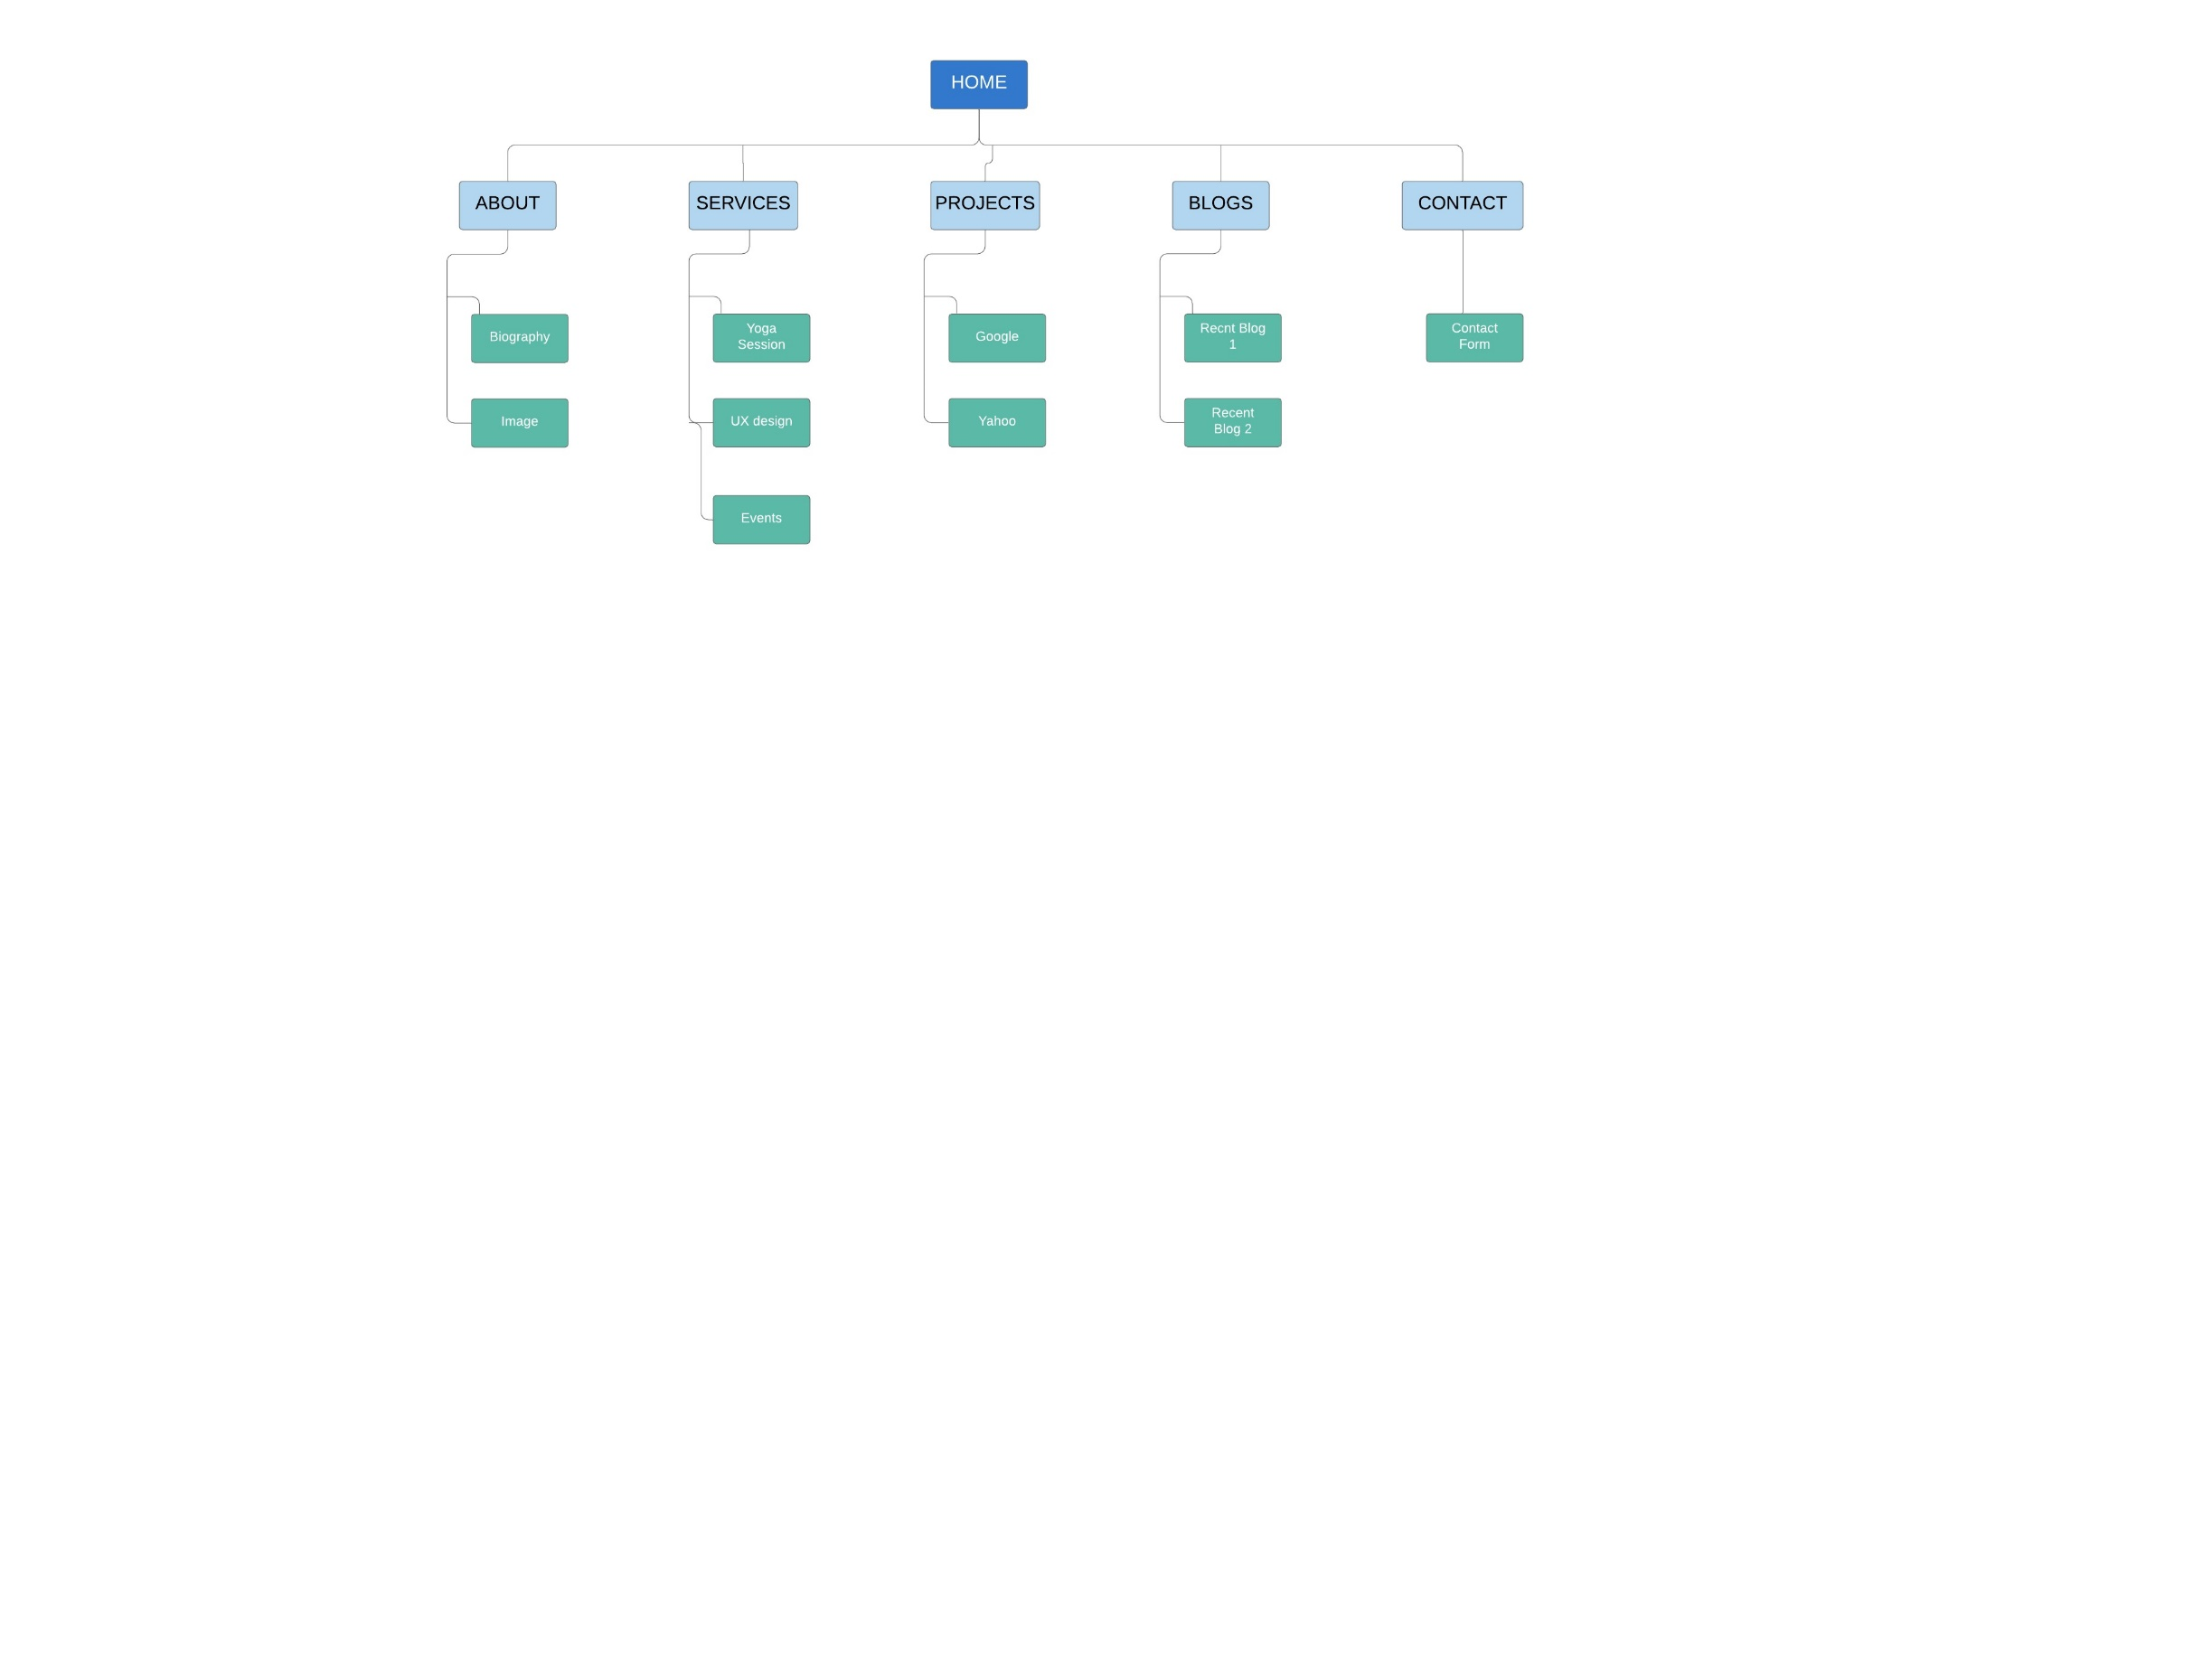 HOME
ABOUT
SERVICES
PROJECTS
BLOGS
CONTACT
Biography
Yoga
Session
Google
Recnt Blog
1
Contact
Form
Image
UX design
Yahoo
Recent
Blog 2
Events